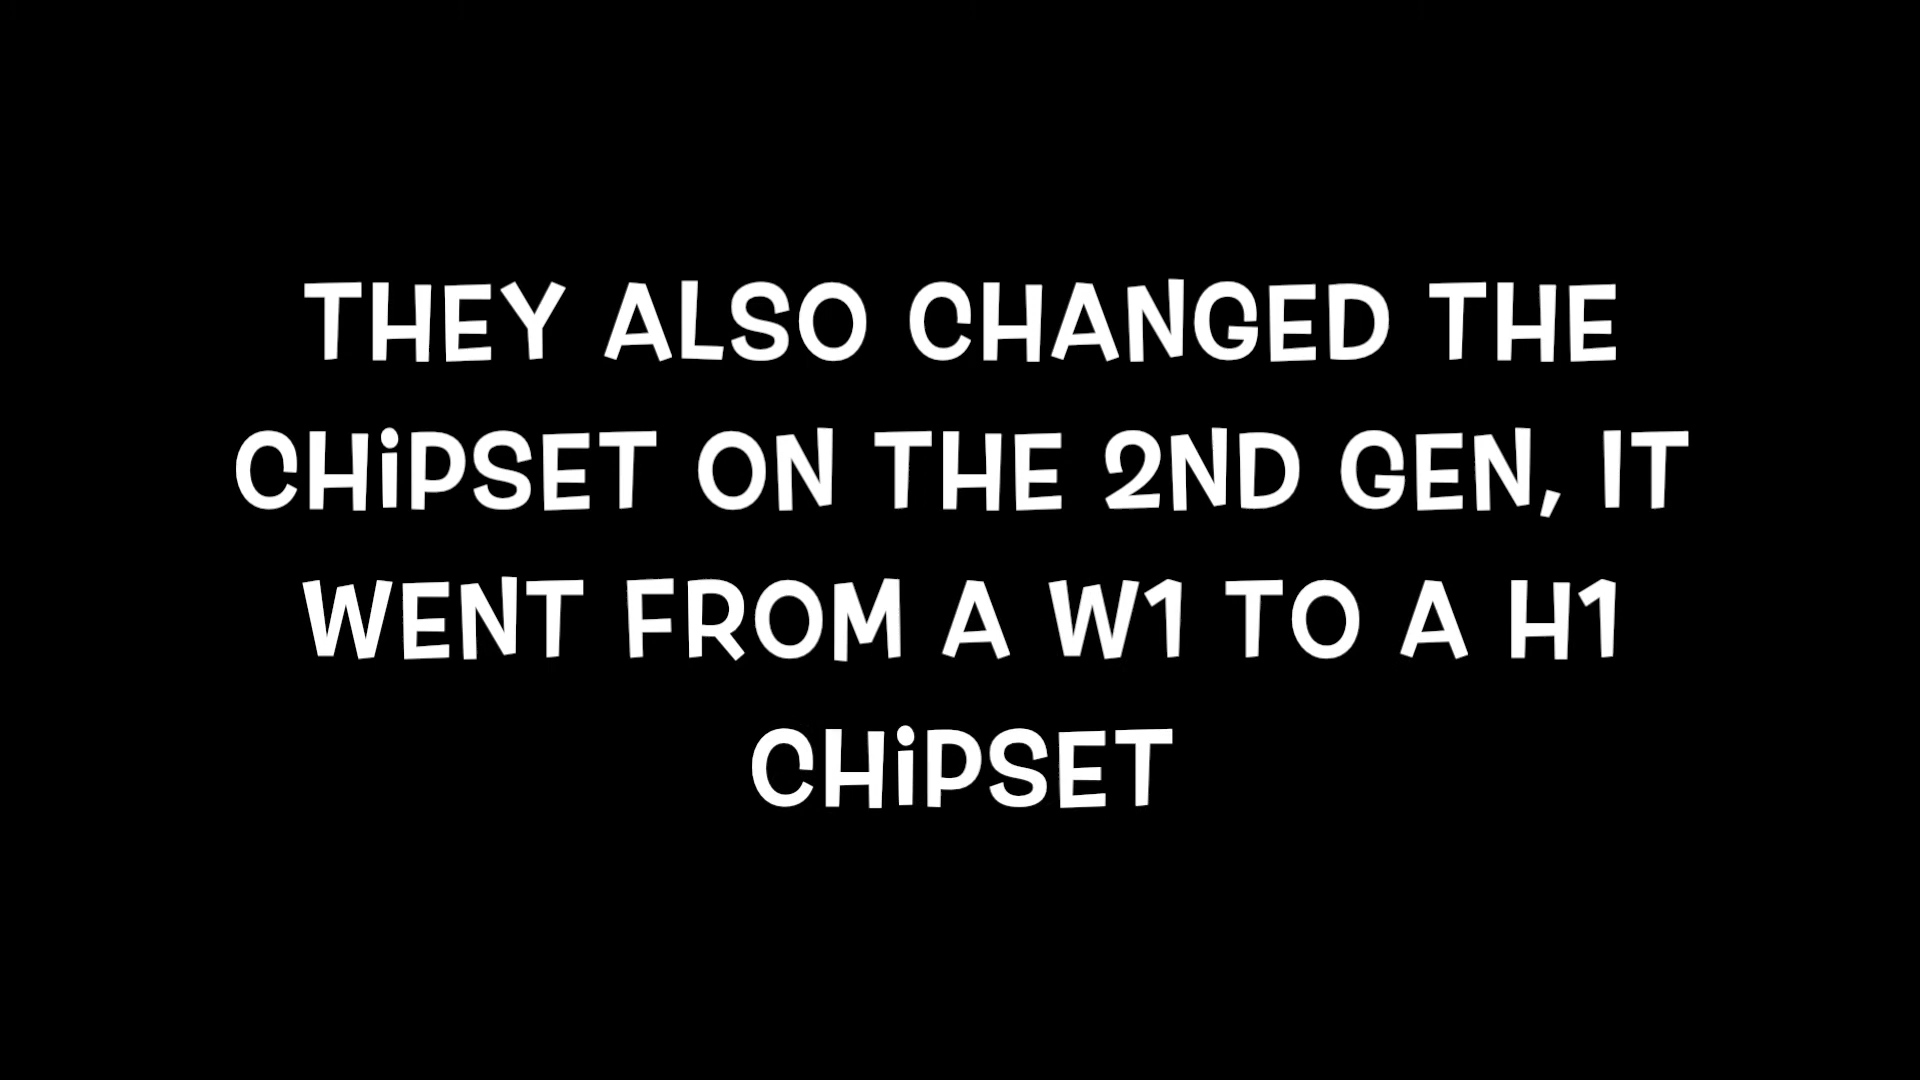 THEY ALSO CHANGED THE
CHiPSET ON THE 2ND GEN, IT
WENT FROM A W1 TO A H1
CHiPSET